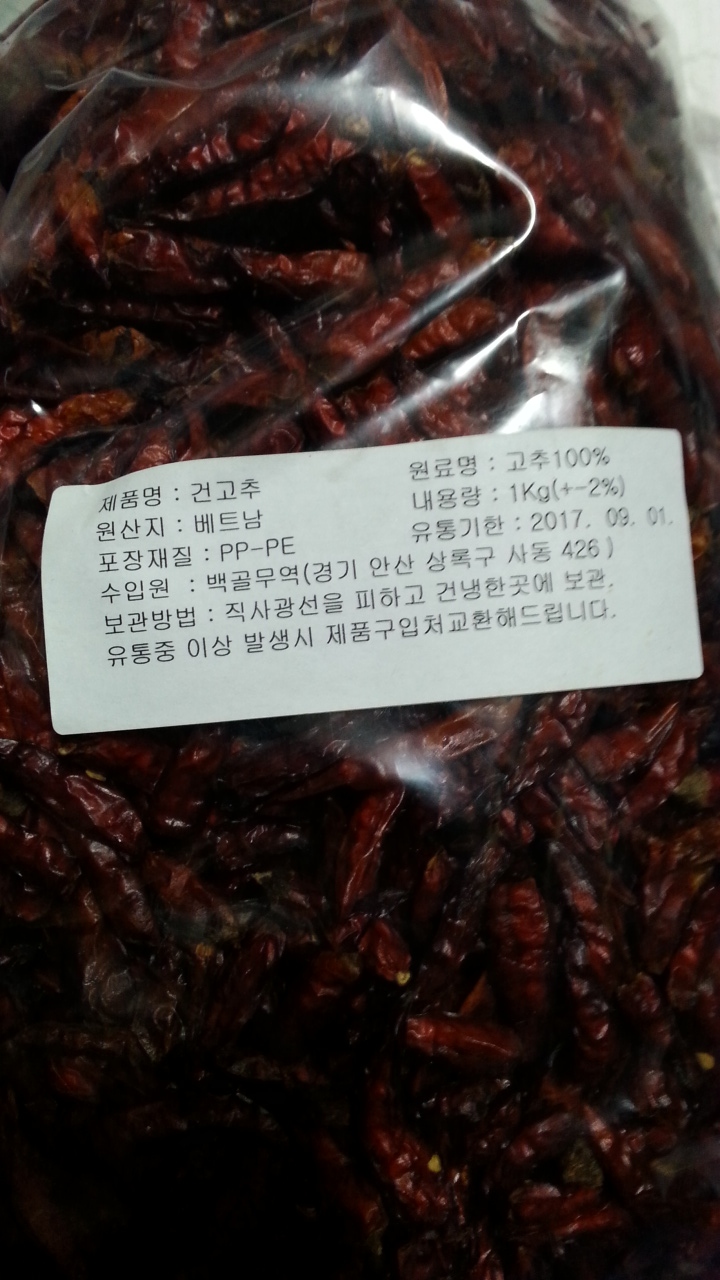 제품명 : 건고추 원료명 : 고추100%
원산지 : 베트남 내용량 : 1Kg(+-2%)
포장재질 : PP-PE 유통기한 : 2017. 09. 01.
수입원 : 백골무역(경기 안산 상록구 사동 426)
보관방법 : 직사광선을 피하고 건냉한곳에 보관.
유통중 이상 발생시 제품구입처교환해드립니다.